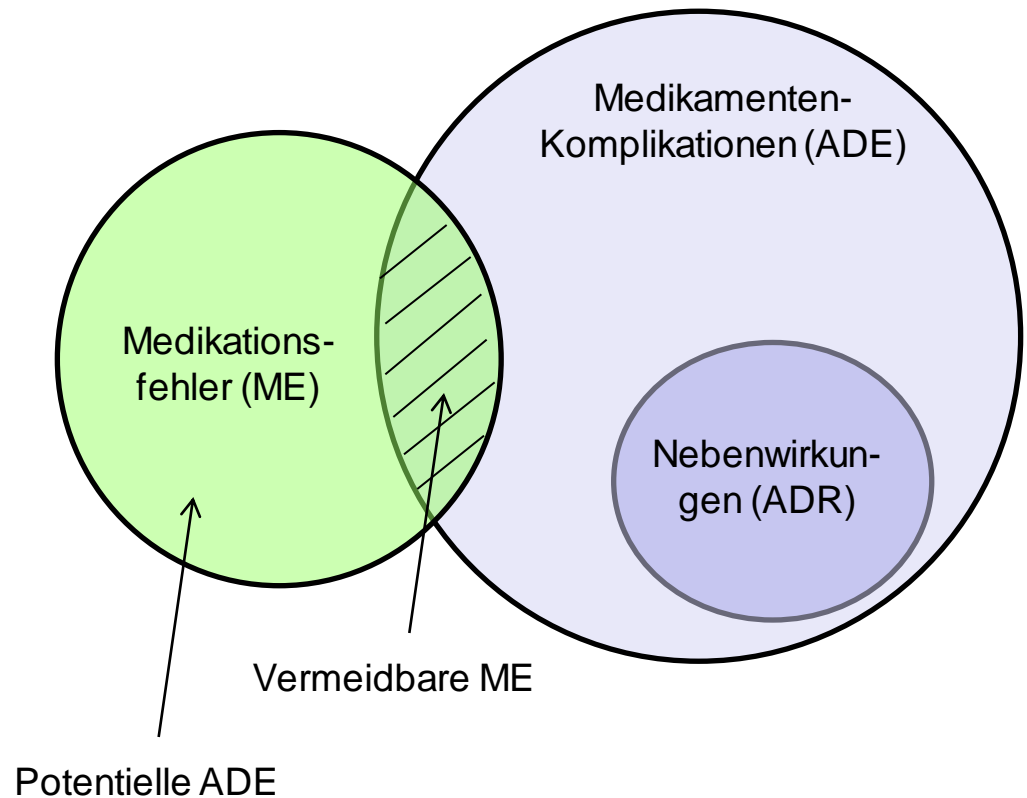 Medikamenten-
Komplikationen (ADE)
Medikations-
fehler (ME)
Nebenwirkun-
gen (ADR)
Vermeidbare ME
Potentielle ADE